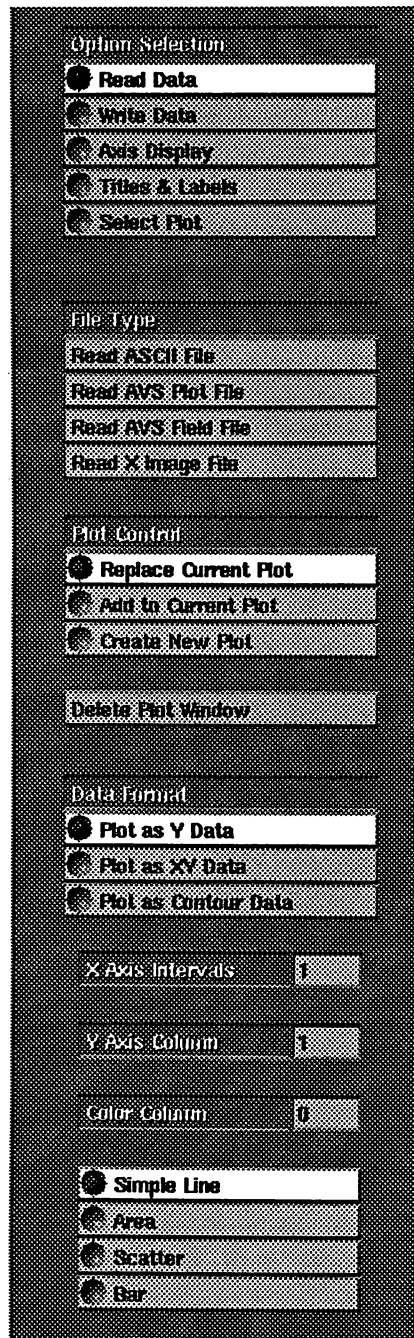 Option Selection
Read Data
Write Data
Axis Display
Titles & Labels
Select Plot
File Type
Read ASCII File
Read AVS Plot File
Read AVS Field File
Read X Image File
Plot Control
Replace Current Plot
Add to Current Plot
Create New Plot
Delete Plot Window
Data Format
Plot as Y Data
Plot as XY Data
Plot as Contour Data
X Axis Intervals 1
Y Axis Column 1
Color Column 0
Simple Line
Area
Scatter
Bar